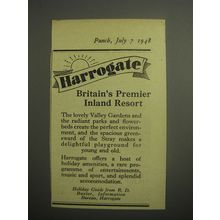 Punch, July 7 1948
Harrogate
Britain's Premier
Inland Resort
The lovely Valley Gardens and
the radiant parks and flower-
beds create the perfect environ-
ment, and the spacious green-
sward of the Stray makes a
delightful playground for
young and old.
Harrogate offers a host of
holiday amenities, a rare pro-
gramme of entertainments,
music and sport, and splendid
accommodation.
Holiday Guide from R. D.
Baxter, Information
Bureau, Harrogate